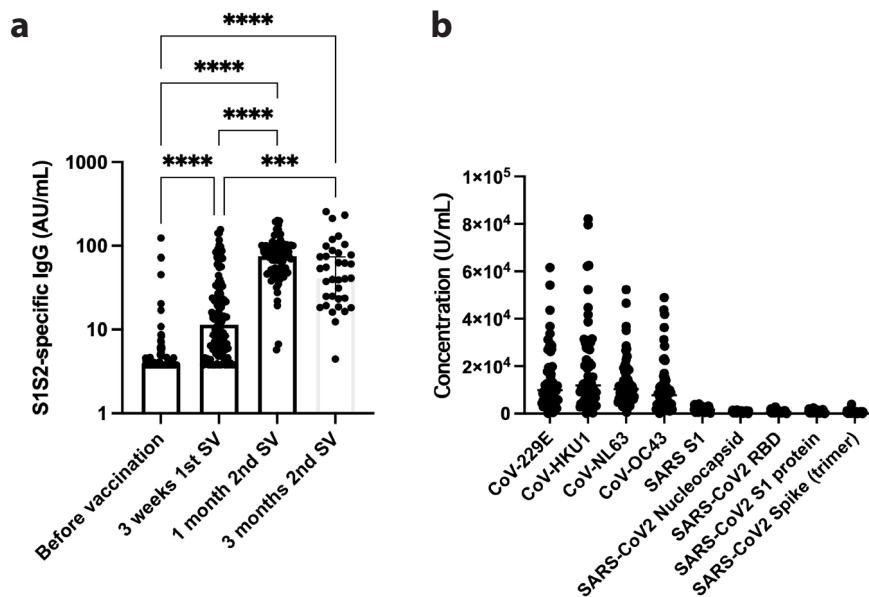 a
****
****
****
****
***
S1S2-specific IgG (AU/mL)
1000
100
10
1
Before vaccination
3 weeks 1st SV
1 month 2nd SV
3 months 2nd SV
b
Concentration (U/mL)
1×10⁵
8×10⁴
6×10⁴
4×10⁴
2×10⁴
0
CoV-229E
CoV-HKU1
CoV-NL63
CoV-OC43
SARS S1
SARS-CoV2 Nucleocapsid
SARS-CoV2 RBD
SARS-CoV2 S1 protein
SARS-CoV2 Spike (trimer)